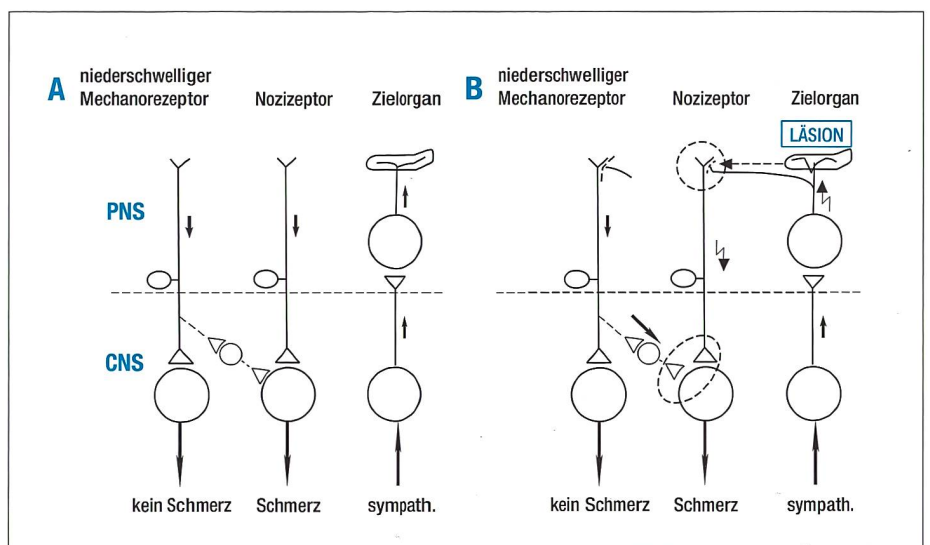 A
niederschwelliger
Mechanorezeptor
Nozizeptor
Zielorgan
PNS
CNS
kein Schmerz
Schmerz
sympath.
B
niederschwelliger
Mechanorezeptor
Nozizeptor
Zielorgan
LÄSION
kein Schmerz
Schmerz
sympath.